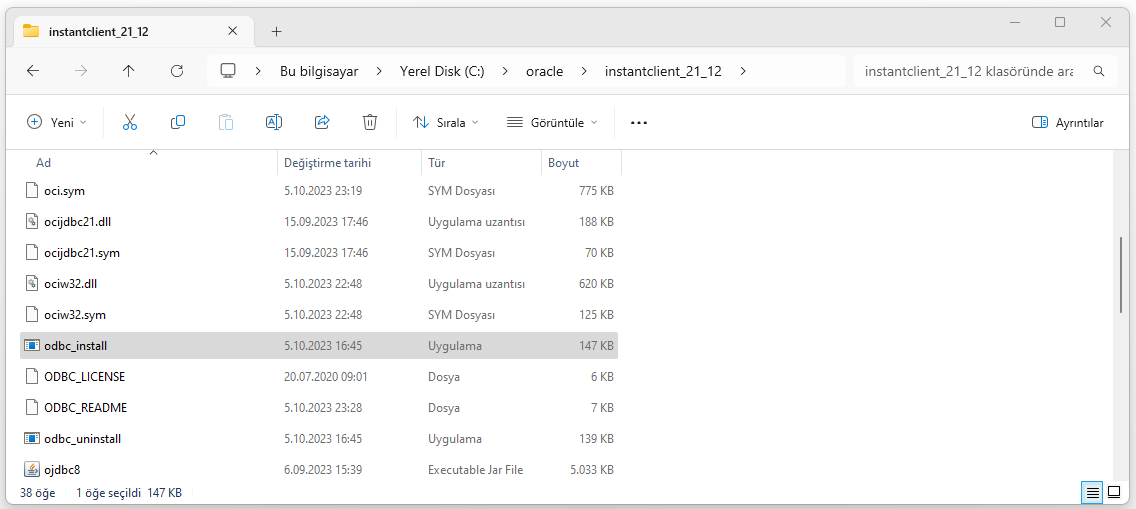 instantclient_21_12
Bu bilgisayar Yerel Disk (C:) oracle instantclient_21_12 instantclient_21_12 klasöründe ara
Yeni Sırala Görüntüle Ayrıntılar
Ad Değiştirme tarihi Tür Boyut
oci.sym 5.10.2023 23:19 SYM Dosyası 775 KB
ocijdbc21.dll 15.09.2023 17:46 Uygulama uzantısı 188 KB
ocijdbc21.sym 15.09.2023 17:46 SYM Dosyası 70 KB
ociw32.dll 5.10.2023 22:48 Uygulama uzantısı 620 KB
ociw32.sym 5.10.2023 22:48 SYM Dosyası 125 KB
odbc_install 5.10.2023 16:45 Uygulama 147 KB
ODBC_LICENSE 20.07.2020 09:01 Dosya 6 KB
ODBC_README 5.10.2023 23:28 Dosya 7 KB
odbc_uninstall 5.10.2023 16:45 Uygulama 139 KB
ojdbc8 6.09.2023 15:39 Executable Jar File 5.033 KB
38 öğe 1 öğe seçildi 147 KB